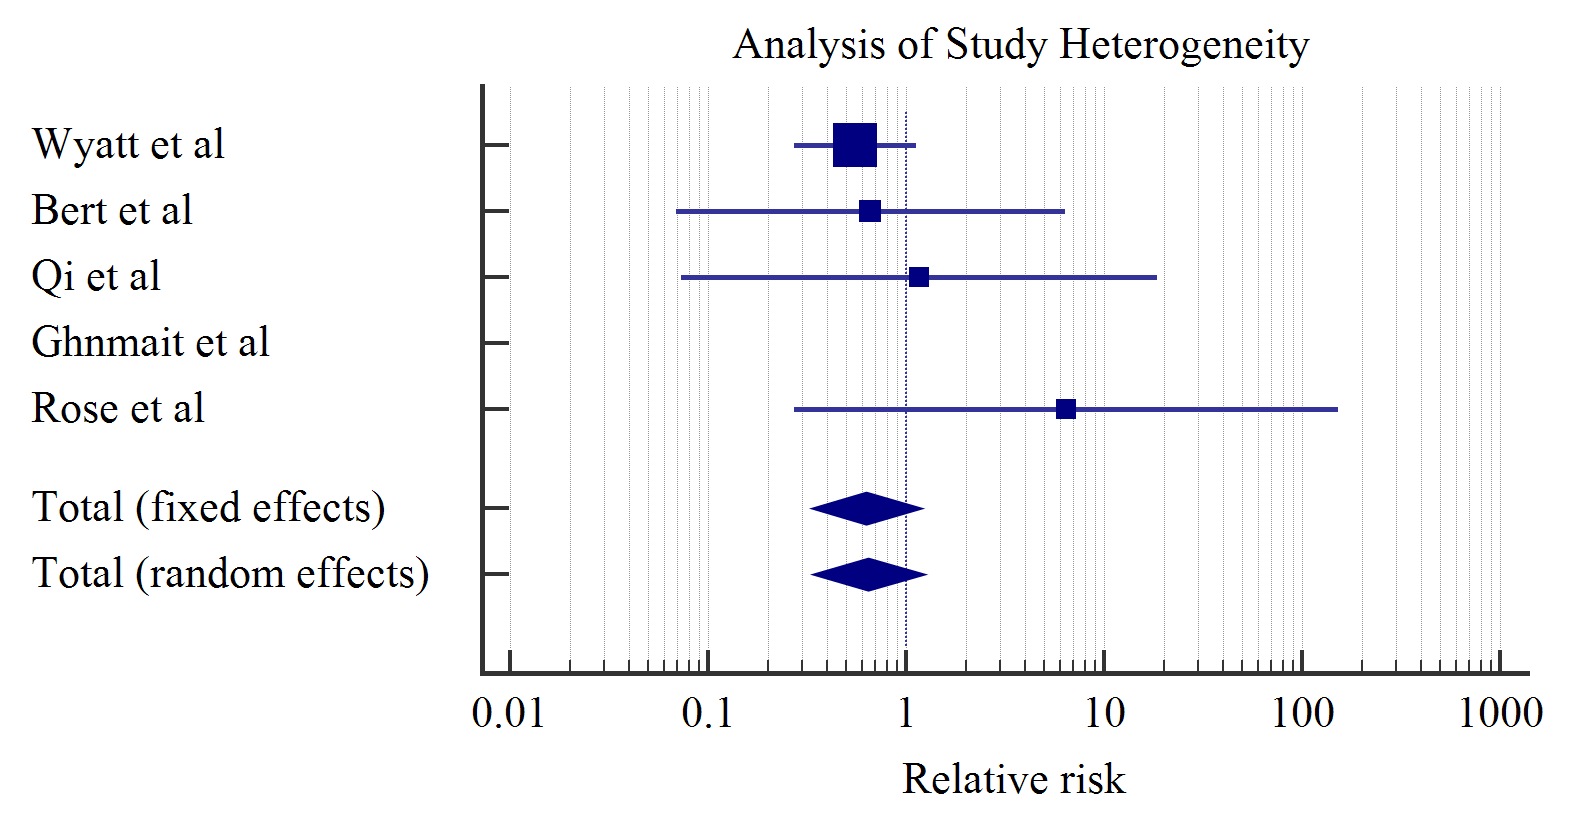 Analysis of Study Heterogeneity
Wyatt et al
Bert et al
Qi et al
Ghnmait et al
Rose et al
Total (fixed effects)
Total (random effects)
0.01 0.1 1 10 100 1000
Relative risk